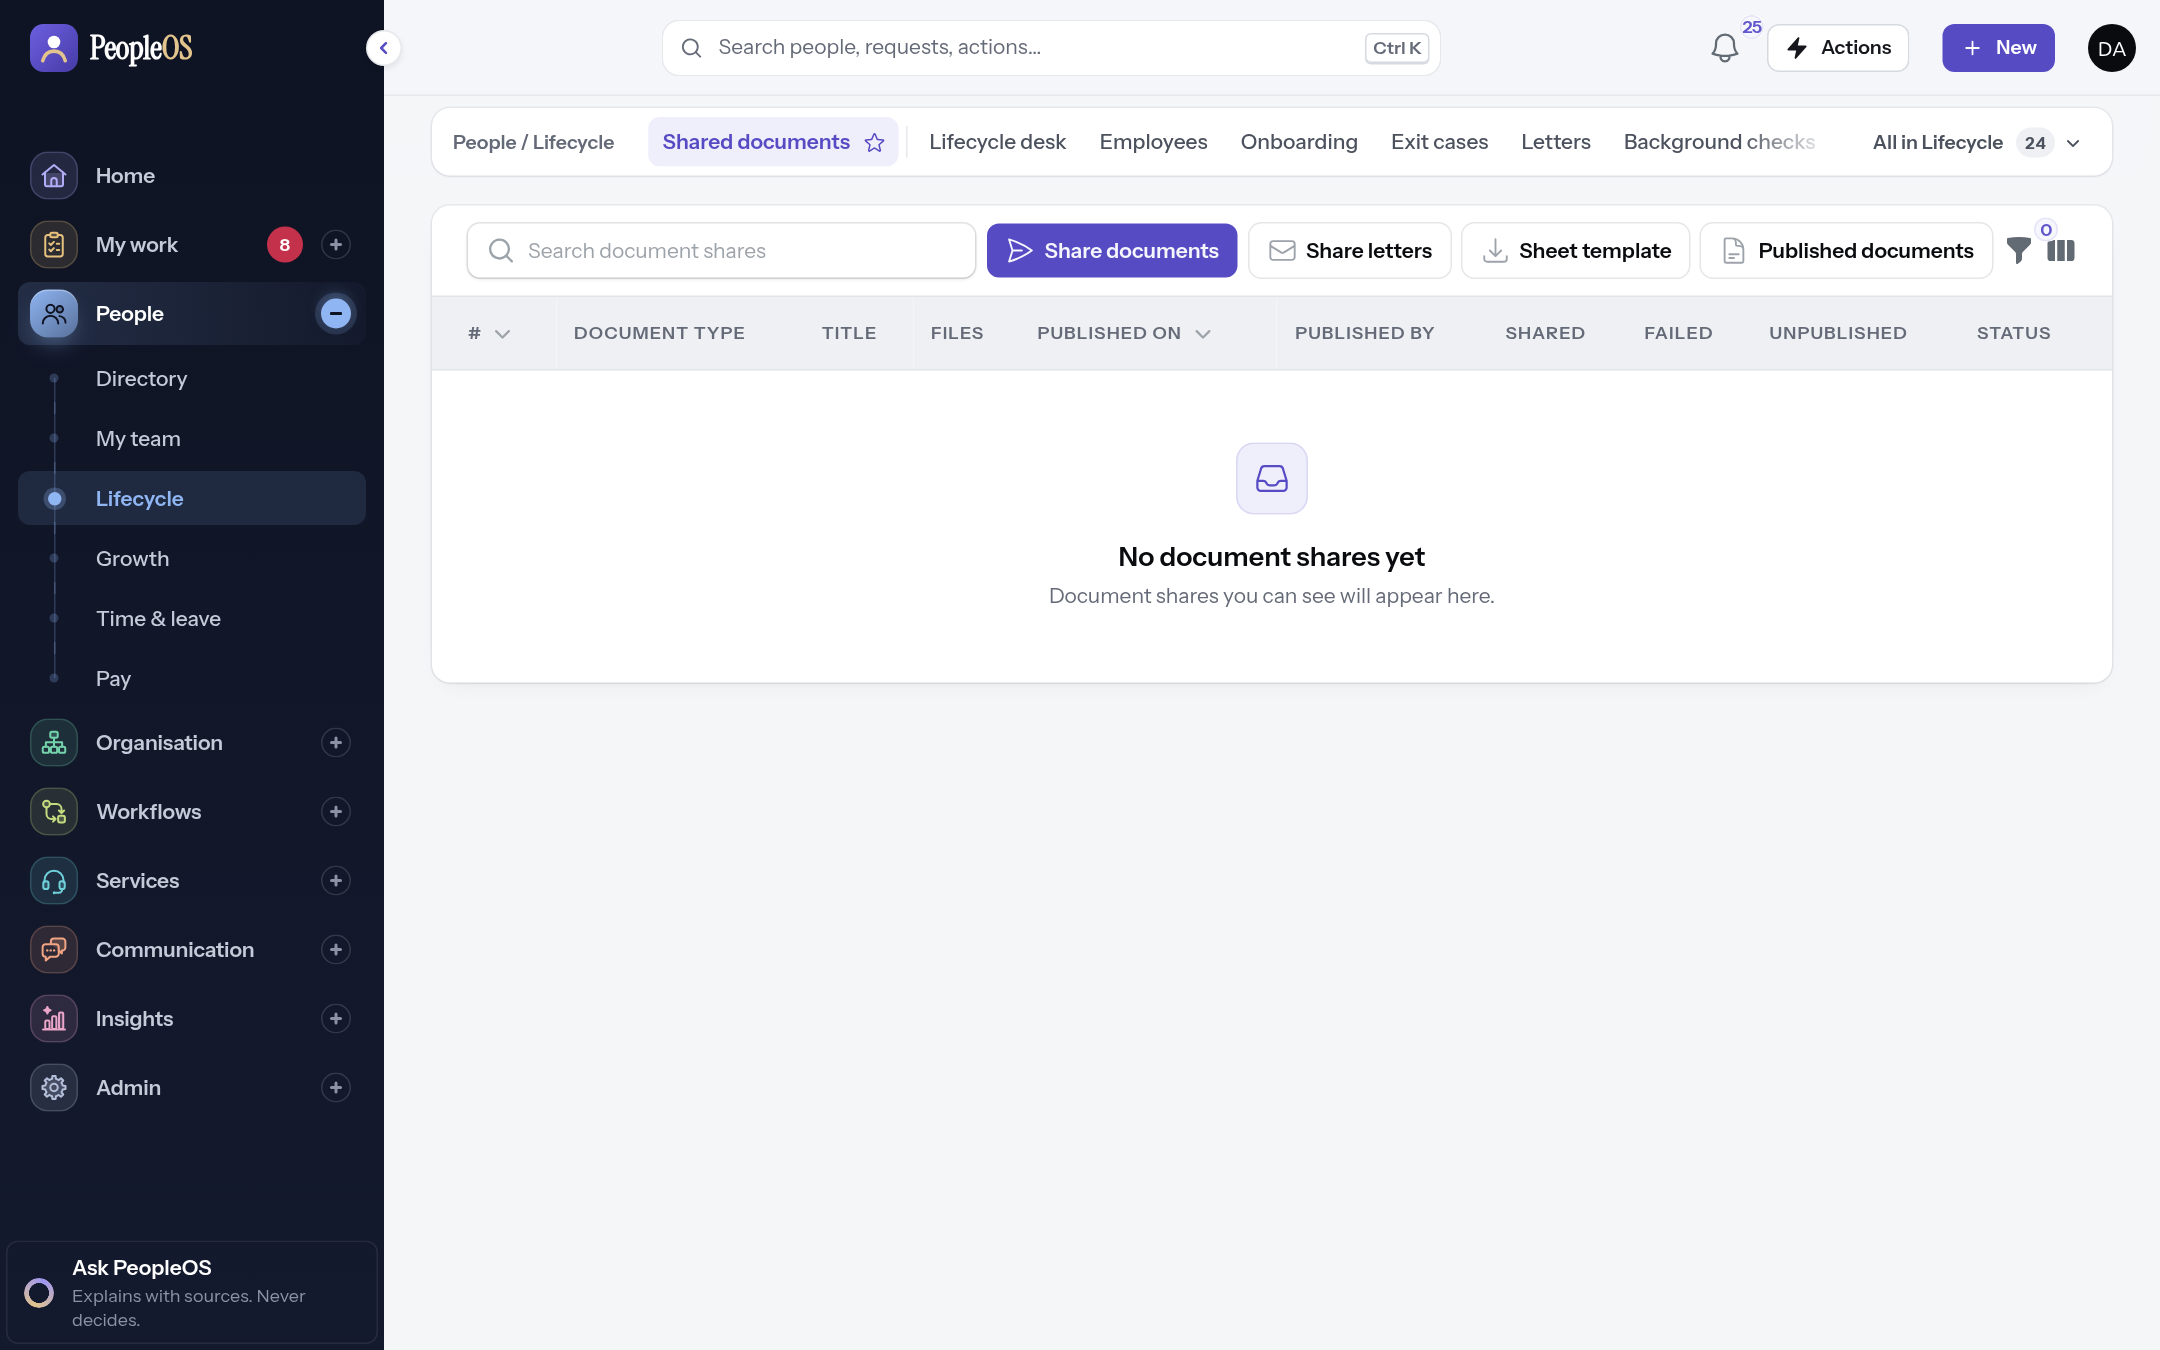 PeopleOS
Search people, requests, actions...
Ctrl K
25
Actions
New
DA
Home
My work
8
People
Directory
My team
Lifecycle
Growth
Time & leave
Pay
Organisation
Workflows
Services
Communication
Insights
Admin
Ask PeopleOS
Explains with sources. Never
decides.
People / Lifecycle
Shared documents
Lifecycle desk
Employees
Onboarding
Exit cases
Letters
Background checks
All in Lifecycle
24
Search document shares
Share documents
Share letters
Sheet template
Published documents
0
#
DOCUMENT TYPE
TITLE
FILES
PUBLISHED ON
PUBLISHED BY
SHARED
FAILED
UNPUBLISHED
STATUS
No document shares yet
Document shares you can see will appear here.